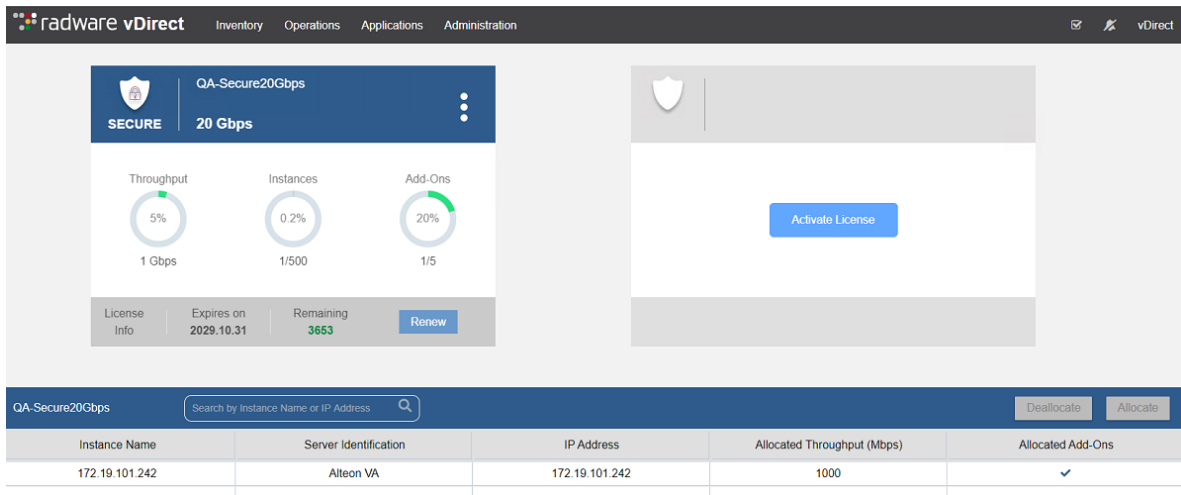 radware vDirect Inventory Operations Applications Administration vDirect
QA-Secure20Gbps
SECURE 20 Gbps
Throughput Instances Add-Ons
5% 0.2% 20%
1 Gbps 1/500 1/5
License Info Expires on 2029.10.31 Remaining 3653 Renew
Activate License
QA-Secure20Gbps Search by Instance Name or IP Address Deallocate Allocate
Instance Name Server Identification IP Address Allocated Throughput (Mbps) Allocated Add-Ons
172.19.101.242 Alteon VA 172.19.101.242 1000